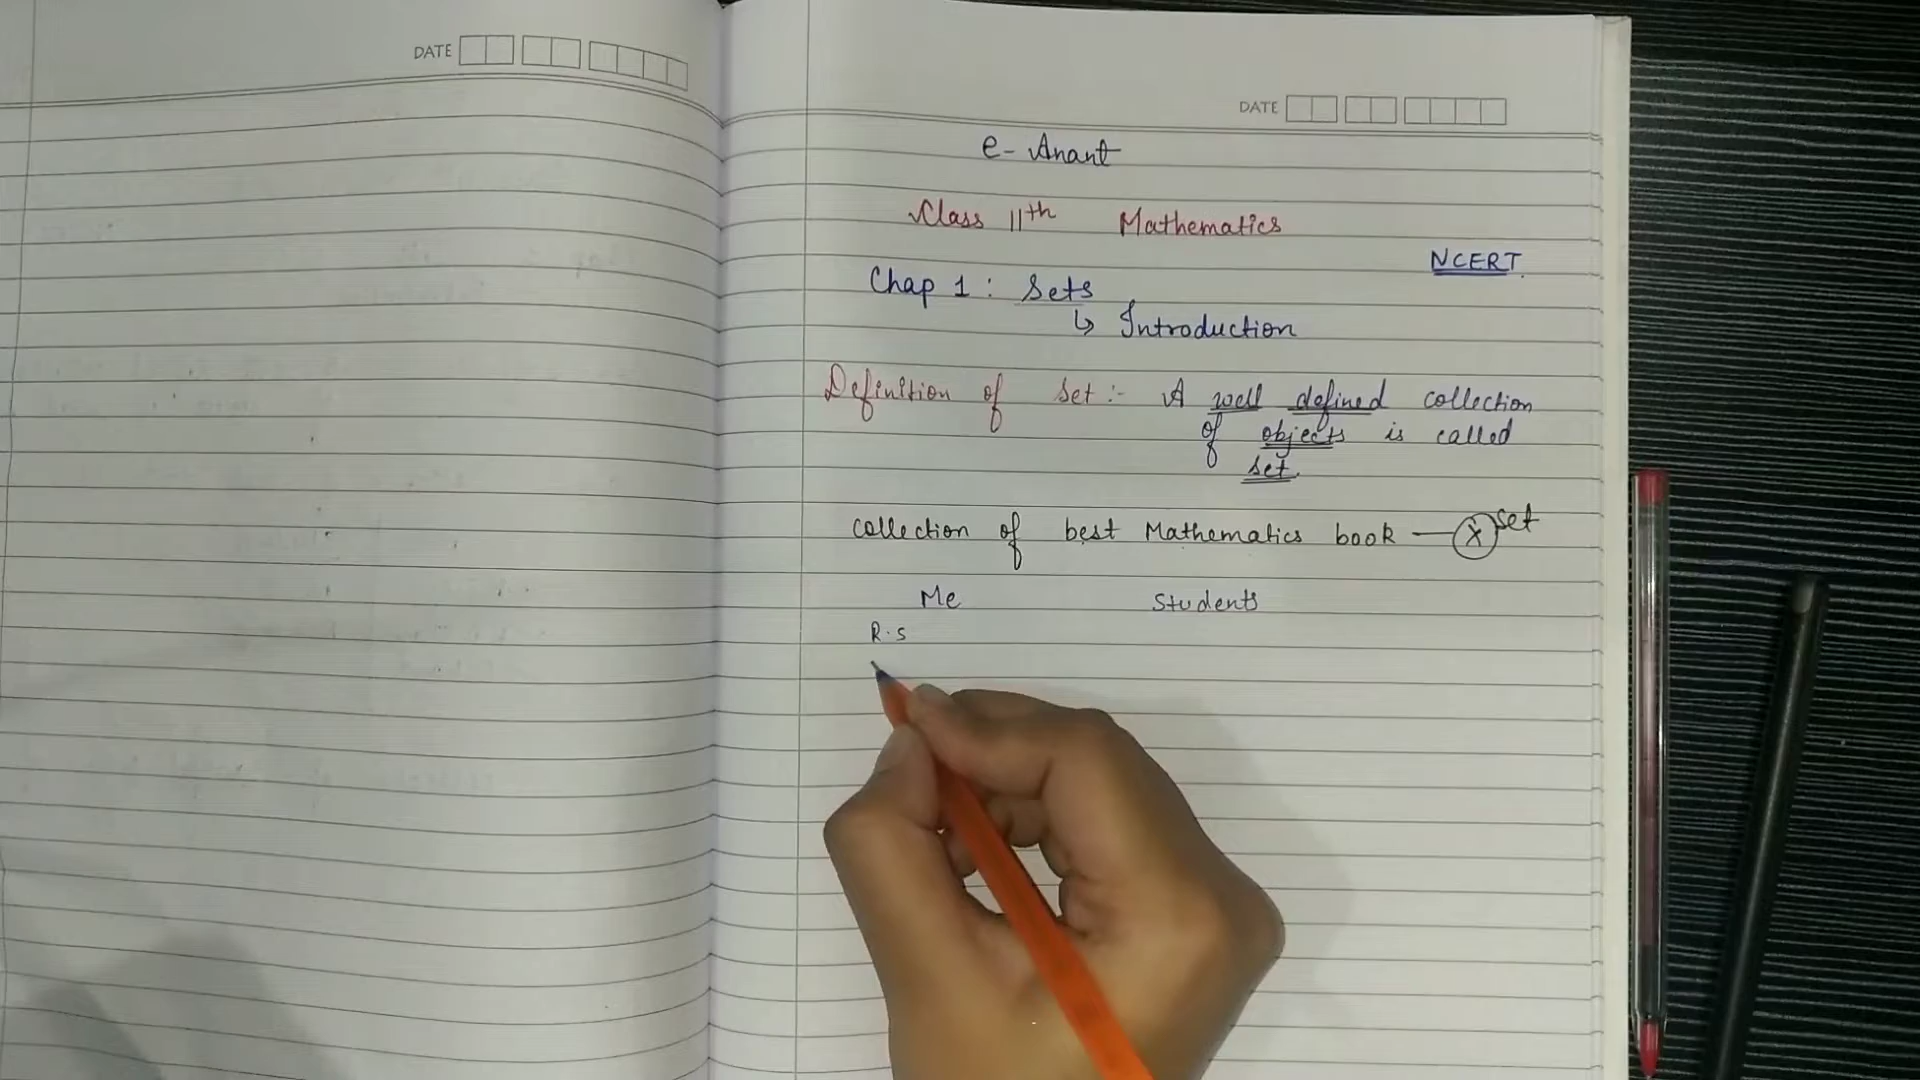 DATE
DATE
e- Anant
Class 11th Mathematics
NCERT.
Chap 1 : Sets
↳ Introduction
Definition of set :- A well defined collection
of objects is called
set.
collection of best Mathematics book — X set
Me Students
R.S